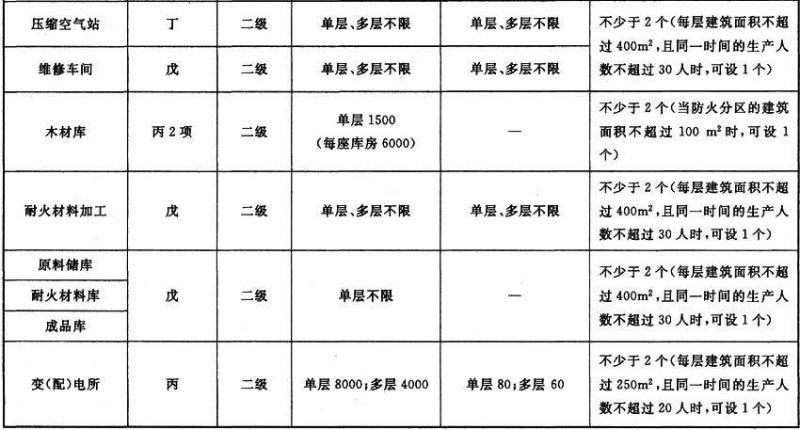 压缩空气站 丁 二级 单层、多层不限 单层、多层不限 不少于2个(每层建筑面积不超
过400m²,且同一时间的生产人
数不超过30人时,可设1个)
维修车间 戊 二级 单层、多层不限 单层、多层不限
木材库 丙2项 二级 单层1500
(每座库房6000) — 不少于2个(当防火分区的建筑
面积不超过100 m²时,可设1
个)
耐火材料加工 戊 二级 单层、多层不限 单层、多层不限 不少于2个(每层建筑面积不超
过400m²,且同一时间的生产人
数不超过30人时,可设1个)
原料储库
耐火材料库 戊 二级 单层不限 — 不少于2个(每层建筑面积不超
过400m²,且同一时间的生产人
数不超过30人时,可设1个)
成品库
变(配)电所 丙 二级 单层8000;多层4000 单层80;多层60 不少于2个(每层建筑面积不超
过250m²,且同一时间的生产人
数不超过20人时,可设1个)